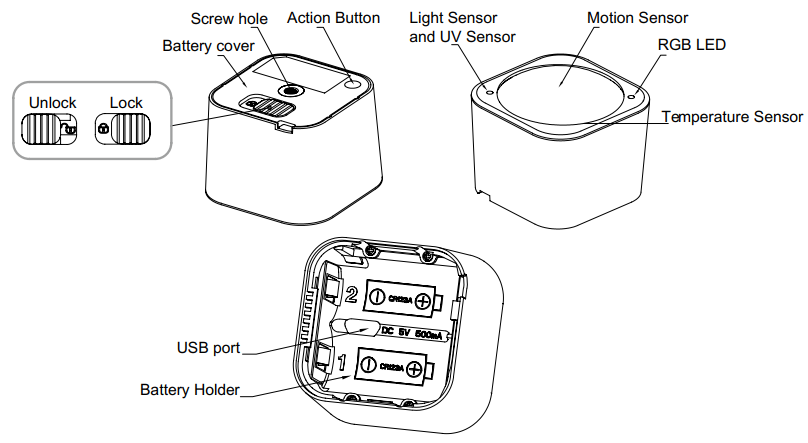 Screw hole
Action Button
Battery cover
Unlock
Lock
Light Sensor
and UV Sensor
Motion Sensor
RGB LED
Temperature Sensor
2
CR123A
DC 5V 500mA
USB port
1
CR123A
Battery Holder